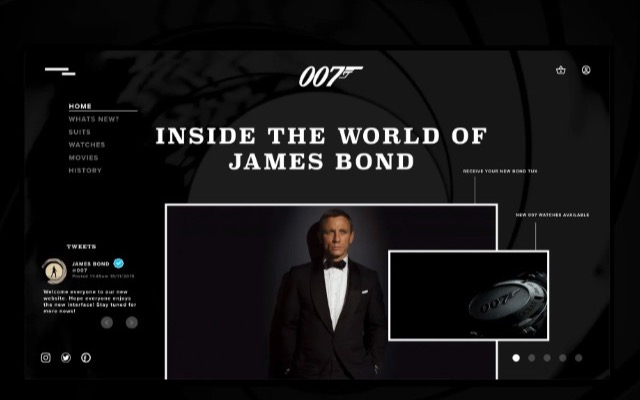 007
HOME
WHATS NEW?
SUITS
WATCHES
MOVIES
HISTORY
INSIDE THE WORLD OF
JAMES BOND
RECEIVE YOUR NEW BOND TUX
NEW 007 WATCHES AVAILABLE
TWEETS
JAMES BOND
@007
Posted
Welcome everyone to our new
website. Hope everyone enjoys
the new interface! Stay tuned for
more news!
007